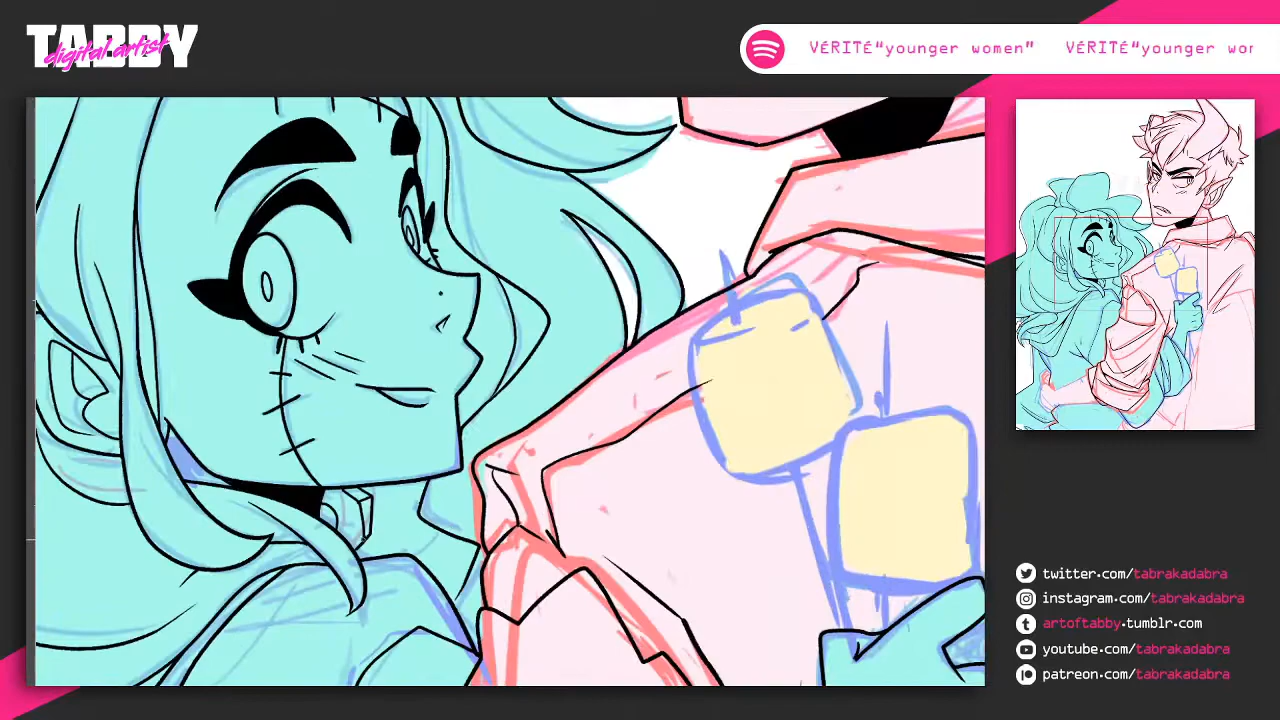 TABBY
digital artist
VÉRITÉ“younger women” VÉRITÉ“younger wor
twitter.com/tabrakadabra
instagram.com/tabrakadabra
artoftabby.tumblr.com
youtube.com/tabrakadabra
patreon.com/tabrakadabra